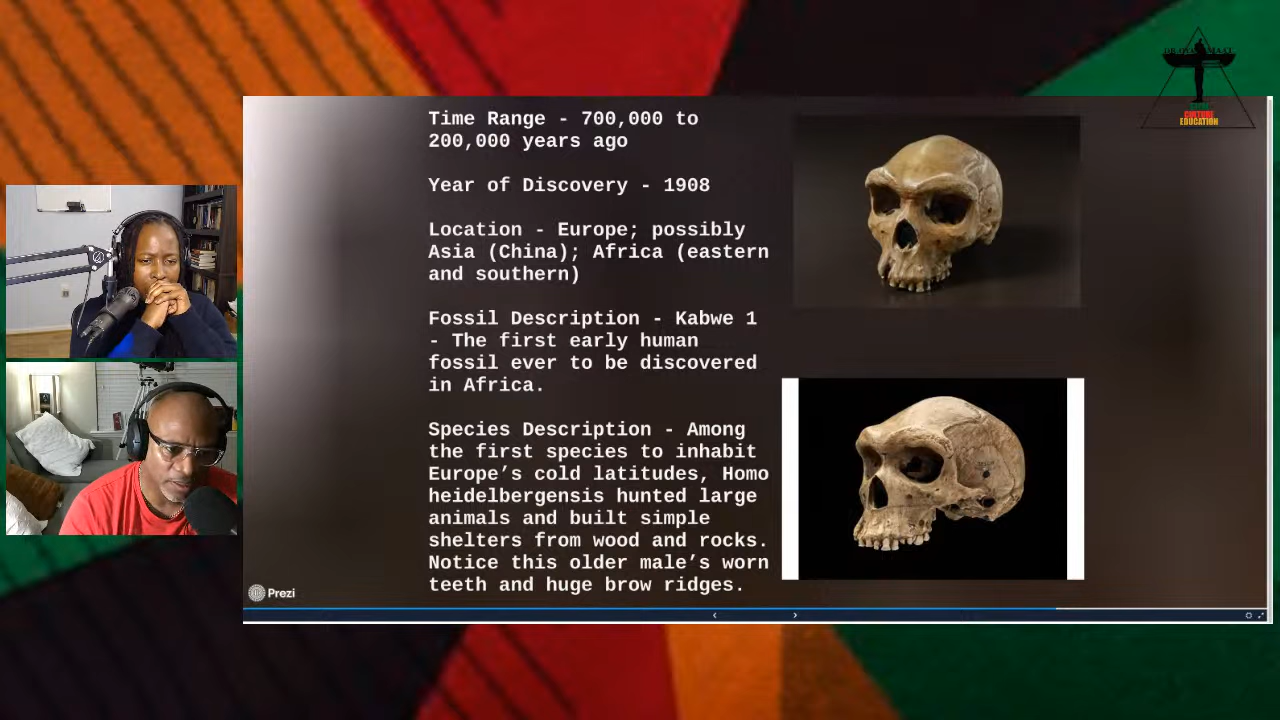 Time Range - 700,000 to
200,000 years ago
Year of Discovery - 1908
Location - Europe; possibly
Asia (China); Africa (eastern
and southern)
Fossil Description - Kabwe 1
- The first early human
fossil ever to be discovered
in Africa.
Species Description - Among
the first species to inhabit
Europe’s cold latitudes, Homo
heidelbergensis hunted large
animals and built simple
shelters from wood and rocks.
Notice this older male’s worn
teeth and huge brow ridges.
Prezi
CULTURE
EDUCATION